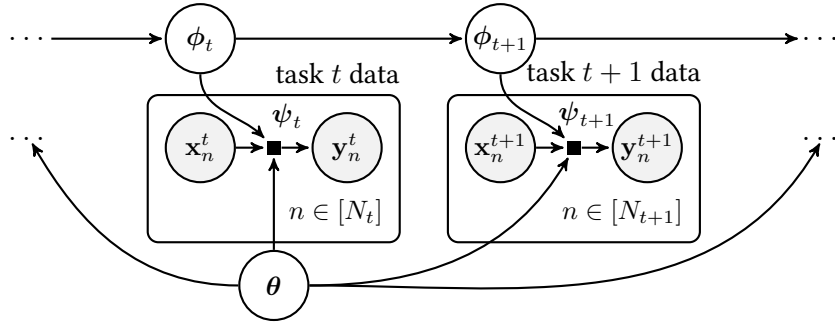 ··· ϕ_t ϕ_{t+1} ···
task t data task t + 1 data
··· ψ_t ψ_{t+1} ···
x_n^t y_n^t x_n^{t+1} y_n^{t+1}
n ∈ [N_t] n ∈ [N_{t+1}]
θ